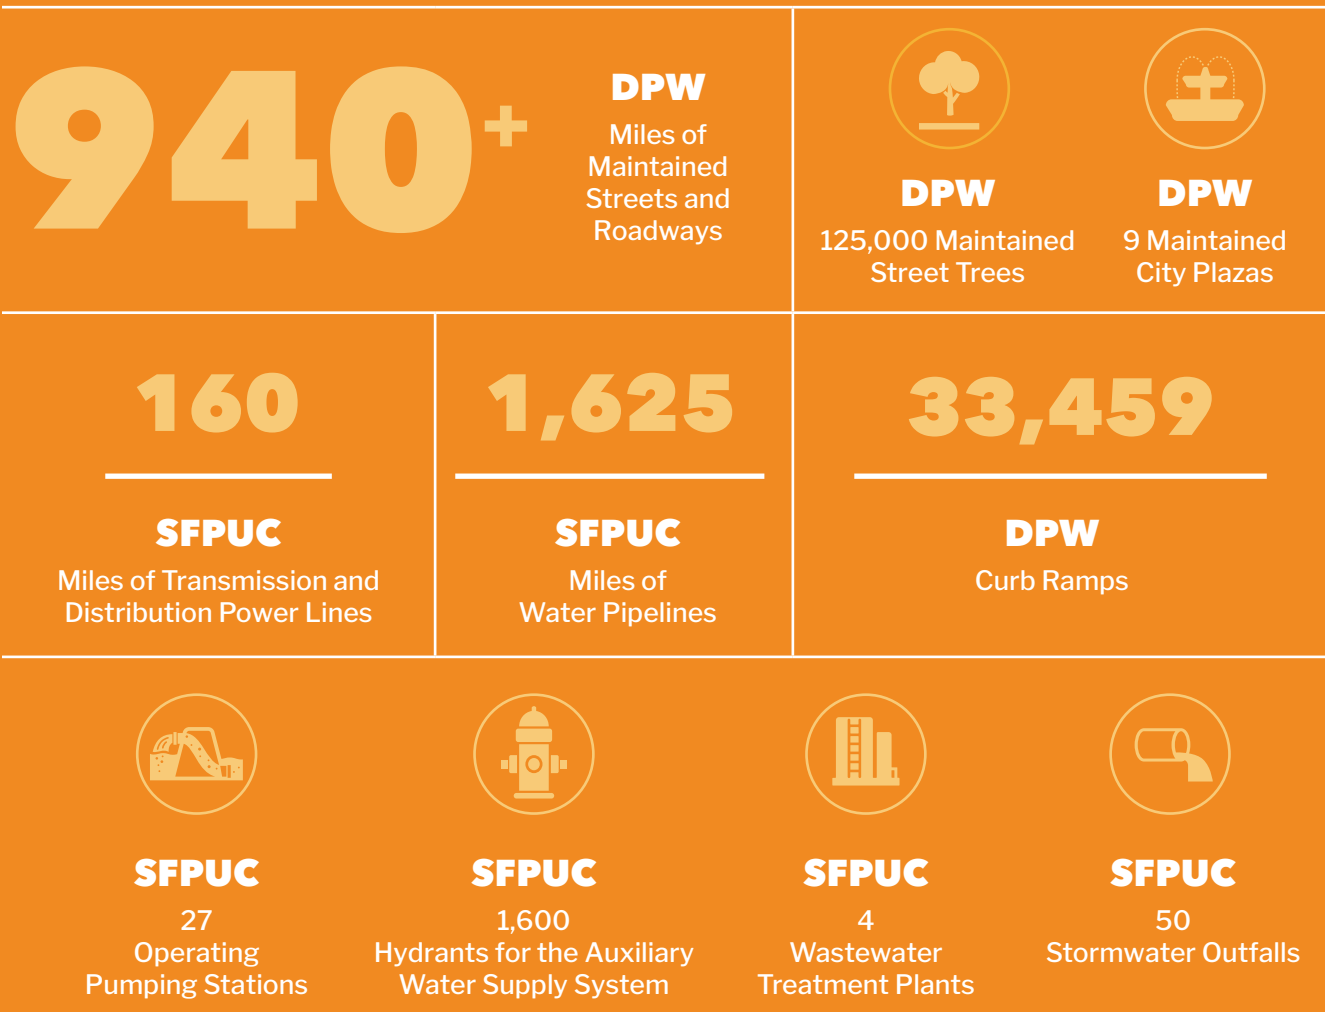 940+
DPW
Miles of
Maintained
Streets and
Roadways
DPW
125,000 Maintained
Street Trees
DPW
9 Maintained
City Plazas
160
SFPUC
Miles of Transmission and
Distribution Power Lines
1,625
SFPUC
Miles of
Water Pipelines
33,459
DPW
Curb Ramps
SFPUC
27
Operating
Pumping Stations
SFPUC
1,600
Hydrants for the Auxiliary
Water Supply System
SFPUC
4
Wastewater
Treatment Plants
SFPUC
50
Stormwater Outfalls